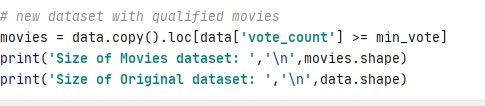 # new dataset with qualified movies
movies = data.copy().loc[data['vote_count'] >= min_vote]
print('Size of Movies dataset: ','\n',movies.shape)
print('Size of Original dataset: ','\n',data.shape)